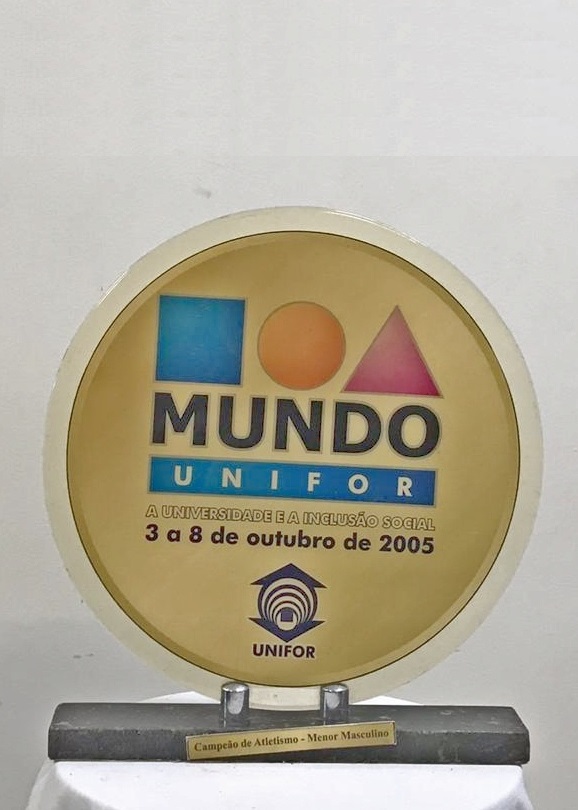 MUNDO
UNIFOR
A UNIVERSIDADE E A INCLUSÃO SOCIAL
3 a 8 de outubro de 2005
UNIFOR
Campeão de Atletismo - Menor Masculino